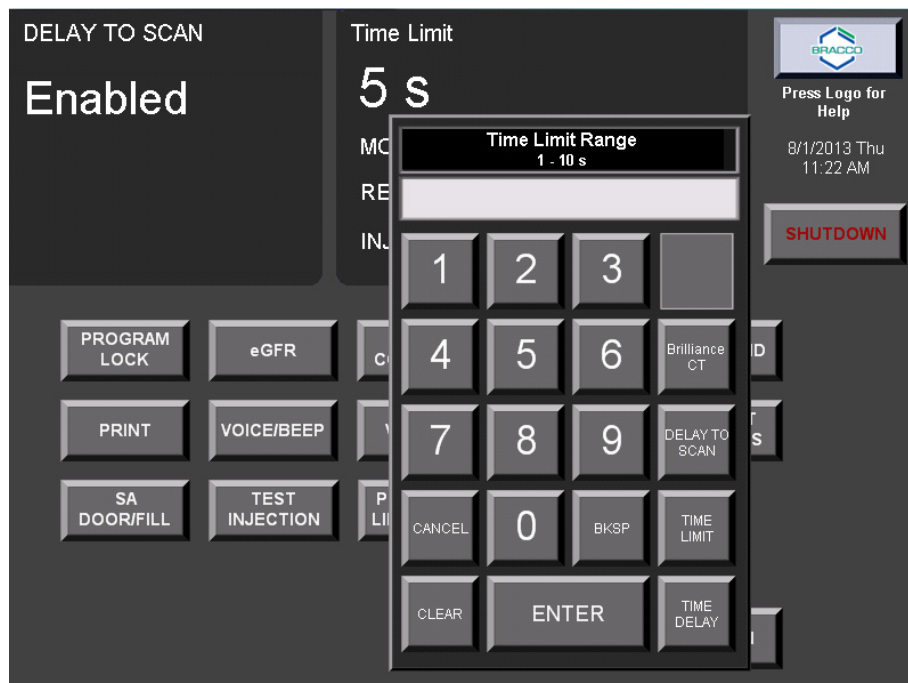 DELAY TO SCAN
Enabled
Time Limit
5 s
MO
RE
INJ
BRACCO
Press Logo for
Help
8/1/2013 Thu
11:22 AM
SHUTDOWN
Time Limit Range
1 - 10 s
1 2 3
4 5 6 Brilliance
CT
7 8 9 DELAY TO
SCAN
CANCEL 0 BKSP TIME
LIMIT
CLEAR ENTER TIME
DELAY
PROGRAM
LOCK
eGFR
PRINT
VOICE/BEEP
SA
DOOR/FILL
TEST
INJECTION